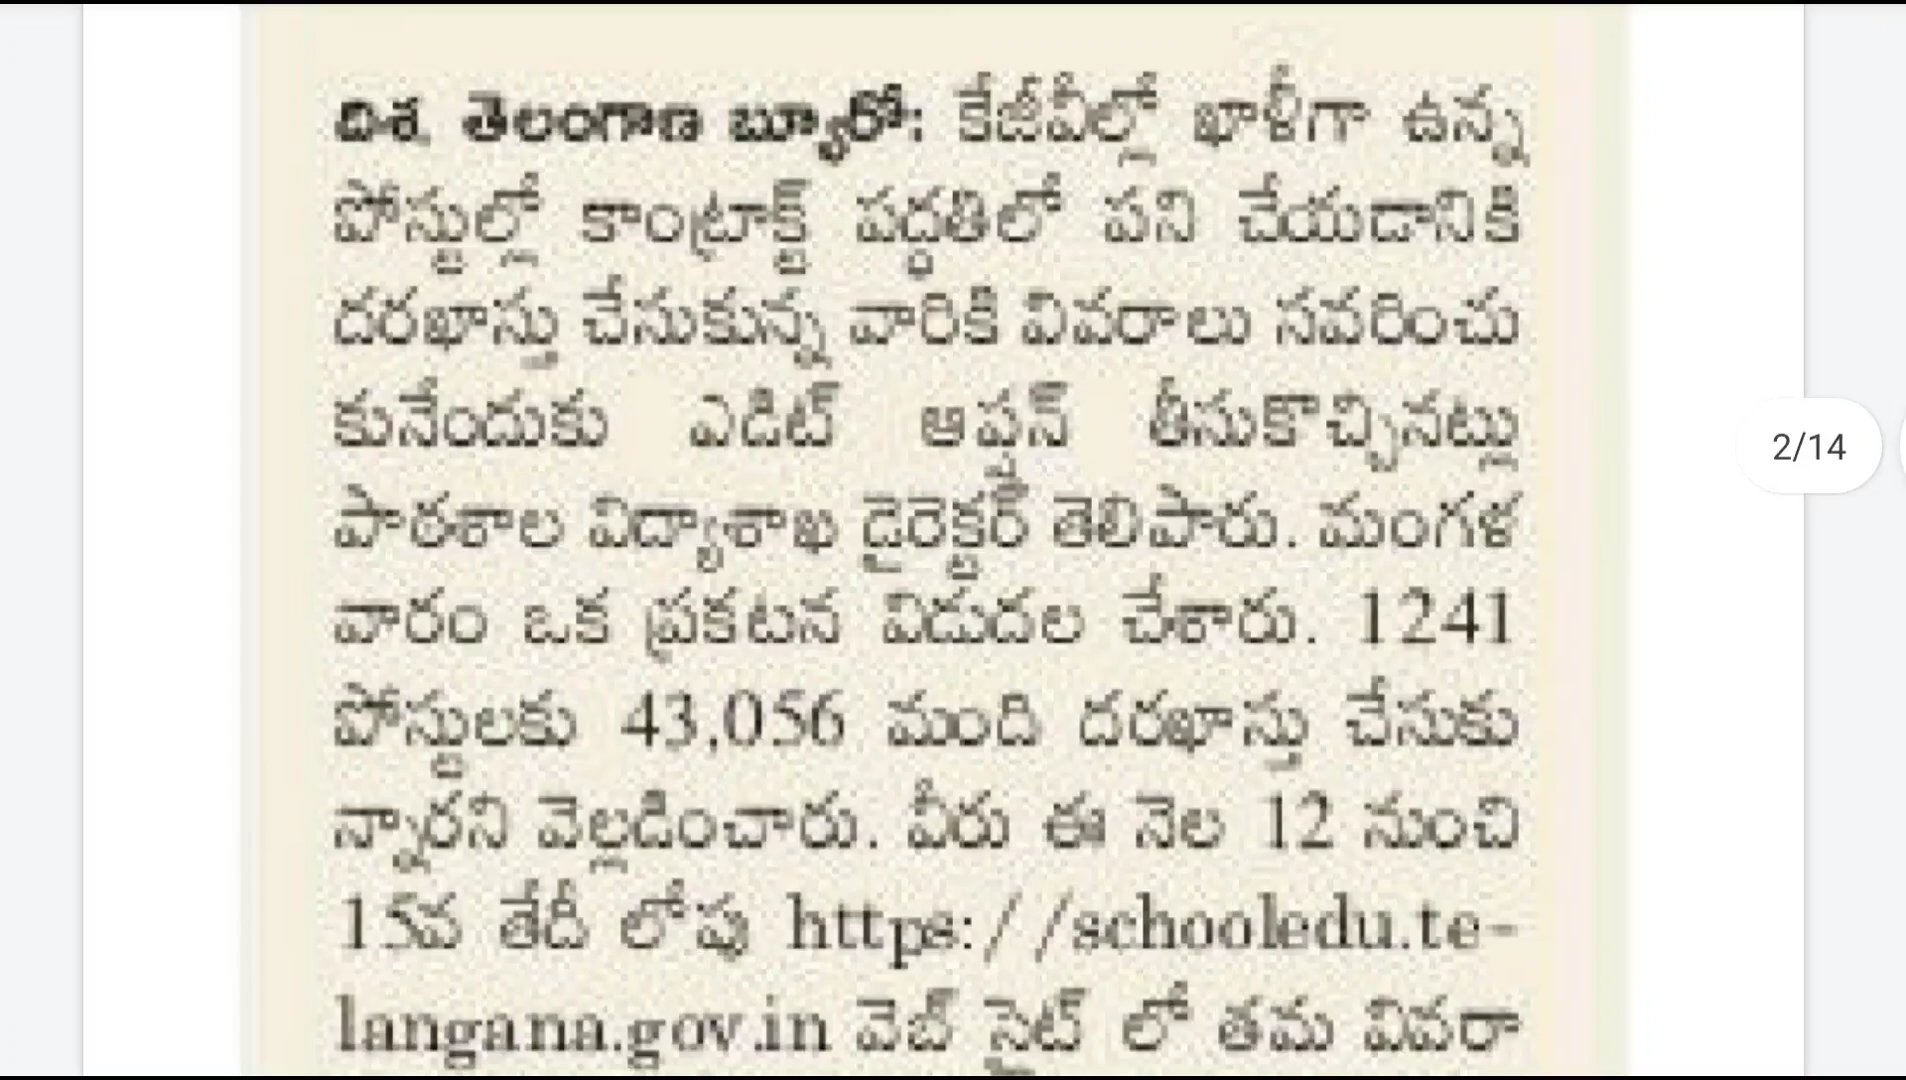 దిశ, తెలంగాణ బ్యూరో: కేజీవీల్లో ఖాళీగా ఉన్న
పోస్టుల్లో కాంట్రాక్ట్ పద్ధతిలో పని చేయడానికి
దరఖాస్తు చేసుకున్న వారికి వివరాలు సవరించు
కునేందుకు ఎడిట్ ఆప్షన్ తీసుకొచ్చినట్లు
పాఠశాల విద్యాశాఖ డైరెక్టర్ తెలిపారు. మంగళ
వారం ఒక ప్రకటన విడుదల చేశారు. 1241
పోస్టులకు 43,056 మంది దరఖాస్తు చేసుకు
న్నారని వెల్లడించారు. వీరు ఈ నెల 12 నుంచి
15వ తేదీ లోపు https://schooledu.te-
langana.gov.in వెబ్ సైట్ లో తమ వివరా
2/14